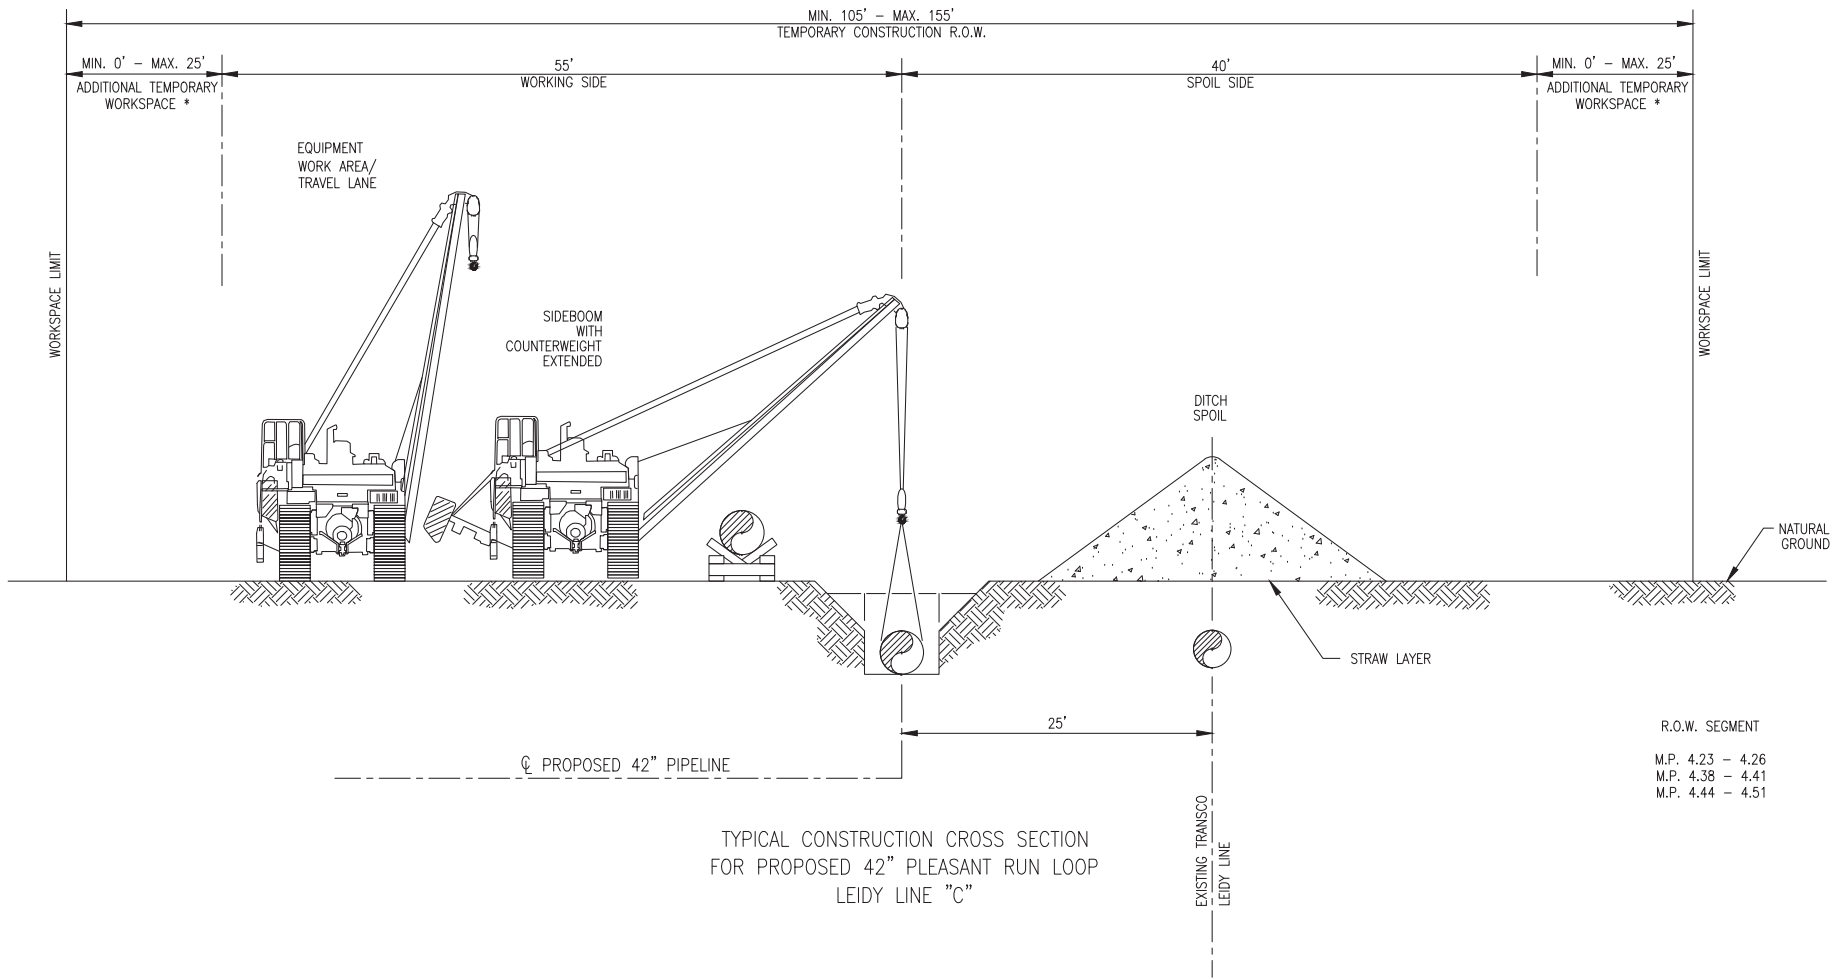 MIN. 105' - MAX. 155'
TEMPORARY CONSTRUCTION R.O.W.
MIN. 0' - MAX. 25'
ADDITIONAL TEMPORARY
WORKSPACE *
55'
WORKING SIDE
40'
SPOIL SIDE
MIN. 0' - MAX. 25'
ADDITIONAL TEMPORARY
WORKSPACE *
EQUIPMENT
WORK AREA/
TRAVEL LANE
WORKSPACE LIMIT
SIDEBOOM
WITH
COUNTERWEIGHT
EXTENDED
WORKSPACE LIMIT
DITCH
SPOIL
NATURAL
GROUND
STRAW LAYER
25'
℄ PROPOSED 42" PIPELINE
R.O.W. SEGMENT
M.P. 4.23 - 4.26
M.P. 4.38 - 4.41
M.P. 4.44 - 4.51
EXISTING TRANSCO
LEIDY LINE
TYPICAL CONSTRUCTION CROSS SECTION
FOR PROPOSED 42" PLEASANT RUN LOOP
LEIDY LINE "C"